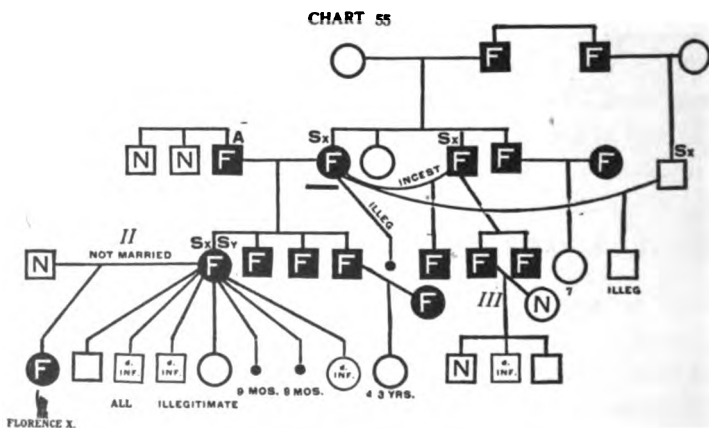 CHART 55
F F
A Sx Sx Sx
N N F F F F F
INCEST
ILLEG
II
NOT MARRIED
Sx Sy
N F F F F F F F
III
F N 7 ILLEG
F d. INF. d. INF. d. INF. N d. INF.
9 MOS. 8 MOS. 4 3 YRS.
ALL ILLEGITIMATE
FLORENCE X.